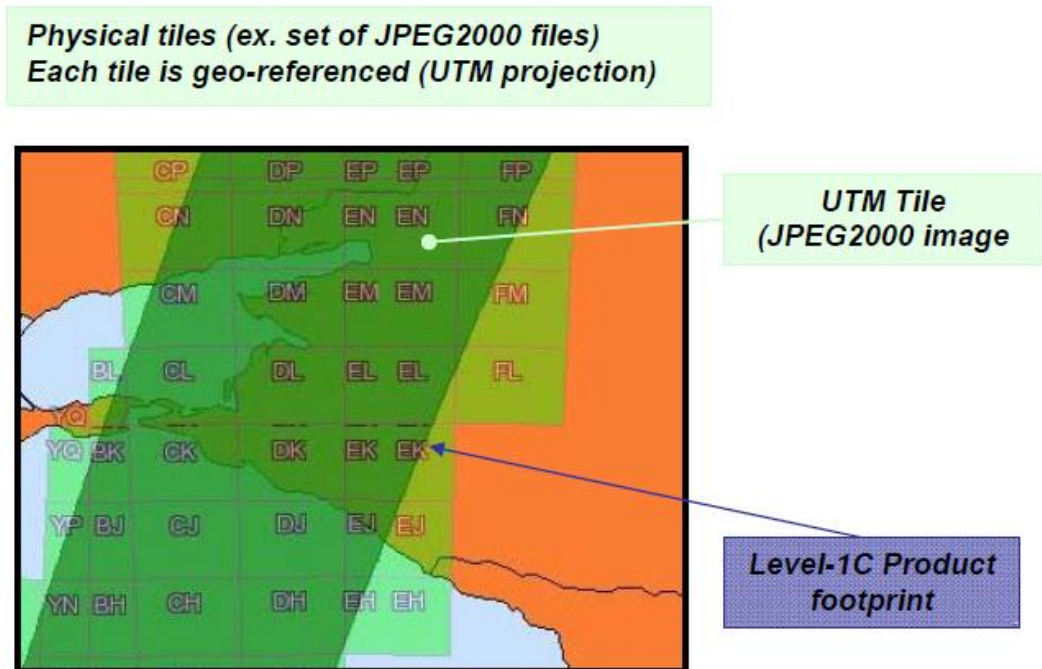 Physical tiles (ex. set of JPEG2000 files)
Each tile is geo-referenced (UTM projection)
CP DP EP EP FP
CN DN EN EN FN
UTM Tile
(JPEG2000 image
CM DM EM EM FM
BL CL DL EL EL FL
YQ
YQ BK CK DK EK EK
YP BJ CJ DJ EJ EJ
Level-1C Product
footprint
YN BH CH DH EH EH